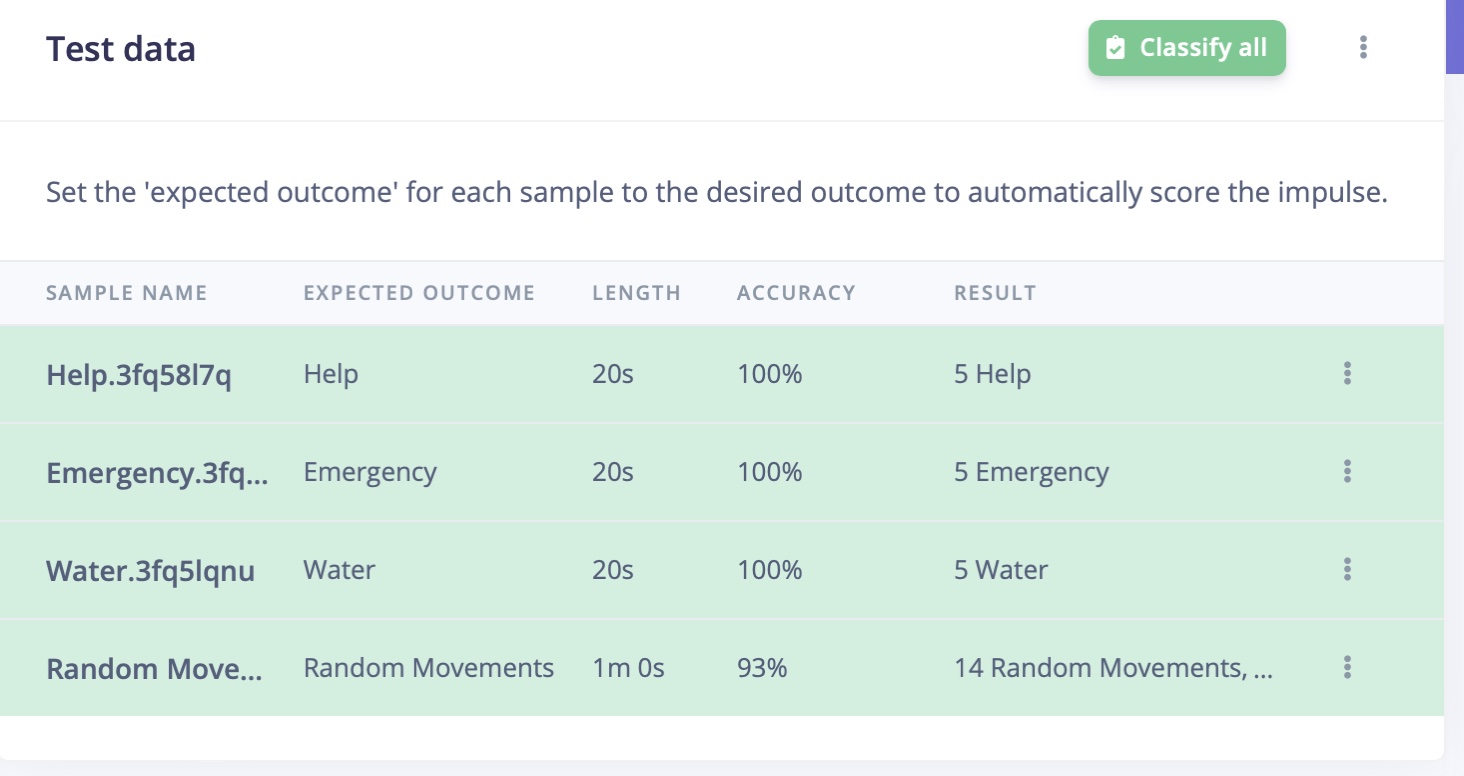 Test data
Classify all
Set the 'expected outcome' for each sample to the desired outcome to automatically score the impulse.
SAMPLE NAME EXPECTED OUTCOME LENGTH ACCURACY RESULT
Help.3fq58l7q Help 20s 100% 5 Help
Emergency.3fq... Emergency 20s 100% 5 Emergency
Water.3fq5lqnu Water 20s 100% 5 Water
Random Move... Random Movements 1m 0s 93% 14 Random Movements, ...